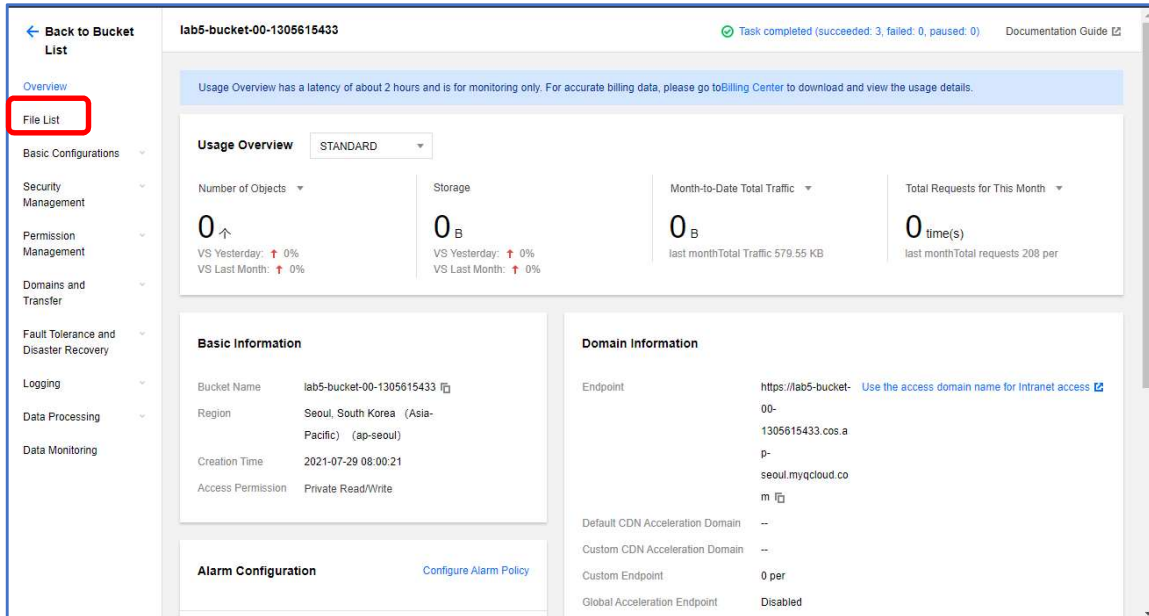 Back to Bucket
List
Overview
File List
Basic Configurations
Security
Management
Permission
Management
Domains and
Transfer
Fault Tolerance and
Disaster Recovery
Logging
Data Processing
Data Monitoring
lab5-bucket-00-1305615433
Task completed (succeeded: 3, failed: 0, paused: 0)
Documentation Guide
Usage Overview has a latency of about 2 hours and is for monitoring only. For accurate billing data, please go toBilling Center to download and view the usage details.
Usage Overview
STANDARD
Number of Objects
0 个
VS Yesterday: ↑ 0%
VS Last Month: ↑ 0%
Storage
0 B
VS Yesterday: ↑ 0%
VS Last Month: ↑ 0%
Month-to-Date Total Traffic
0 B
last monthTotal Traffic 579.55 KB
Total Requests for This Month
0 time(s)
last monthTotal requests 208 per
Basic Information
Bucket Name lab5-bucket-00-1305615433
Region Seoul, South Korea （Asia-
Pacific） (ap-seoul)
Creation Time 2021-07-29 08:00:21
Access Permission Private Read/Write
Alarm Configuration
Configure Alarm Policy
Domain Information
Endpoint https://lab5-bucket- Use the access domain name for Intranet access
00-
1305615433.cos.a
p-
seoul.myqcloud.co
m
Default CDN Acceleration Domain --
Custom CDN Acceleration Domain --
Custom Endpoint 0 per
Global Acceleration Endpoint Disabled